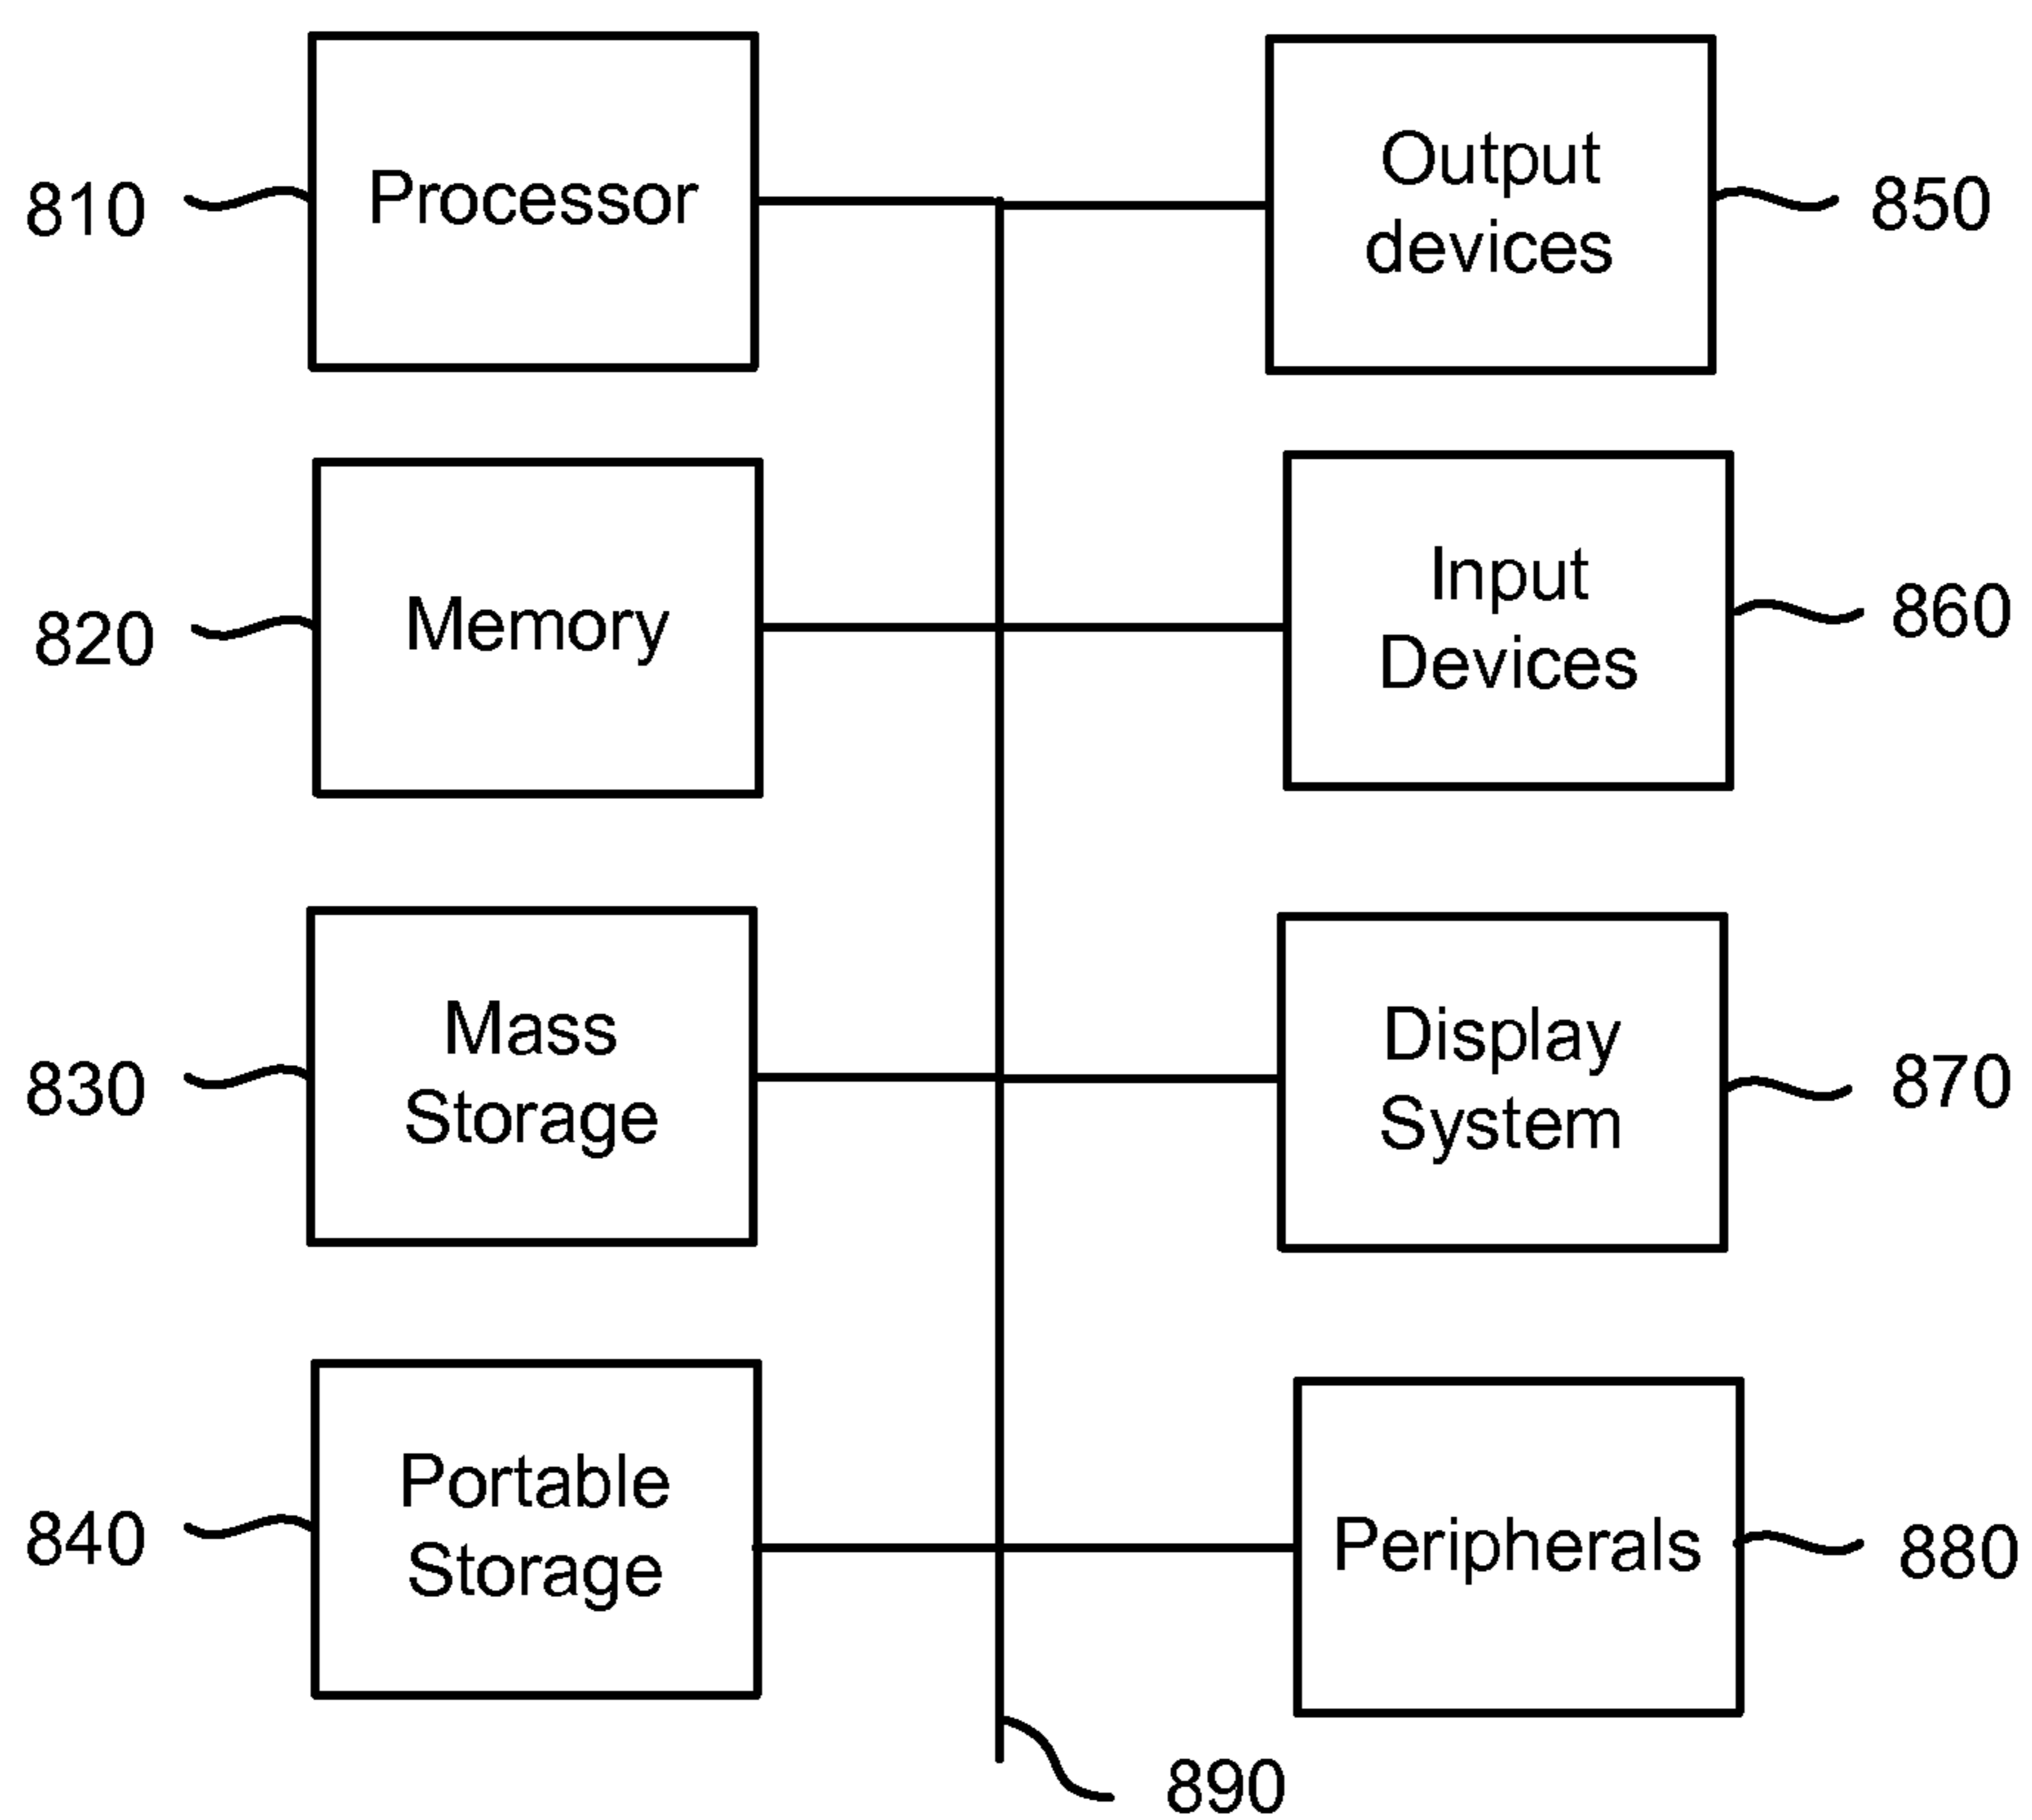 810
Processor
Output
devices
850
820
Memory
Input
Devices
860
830
Mass
Storage
Display
System
870
840
Portable
Storage
Peripherals
880
890